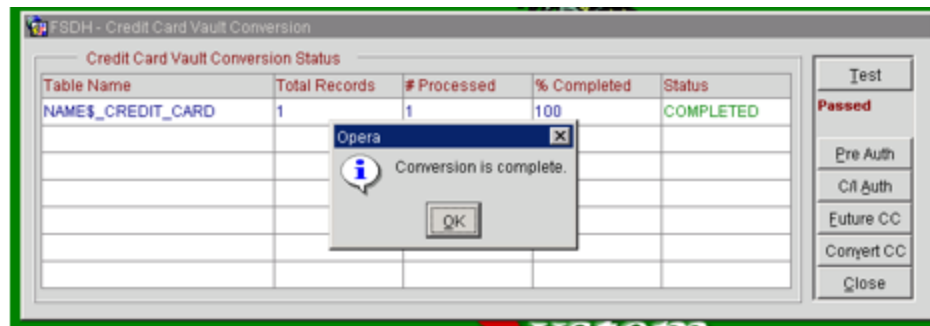 FSDH - Credit Card Vault Conversion
Credit Card Vault Conversion Status
Table Name Total Records # Processed % Completed Status
NAME$_CREDIT_CARD 1 1 100 COMPLETED
Opera
Conversion is complete.
OK
Test
Passed
Pre Auth
C/I Auth
Future CC
Convert CC
Close